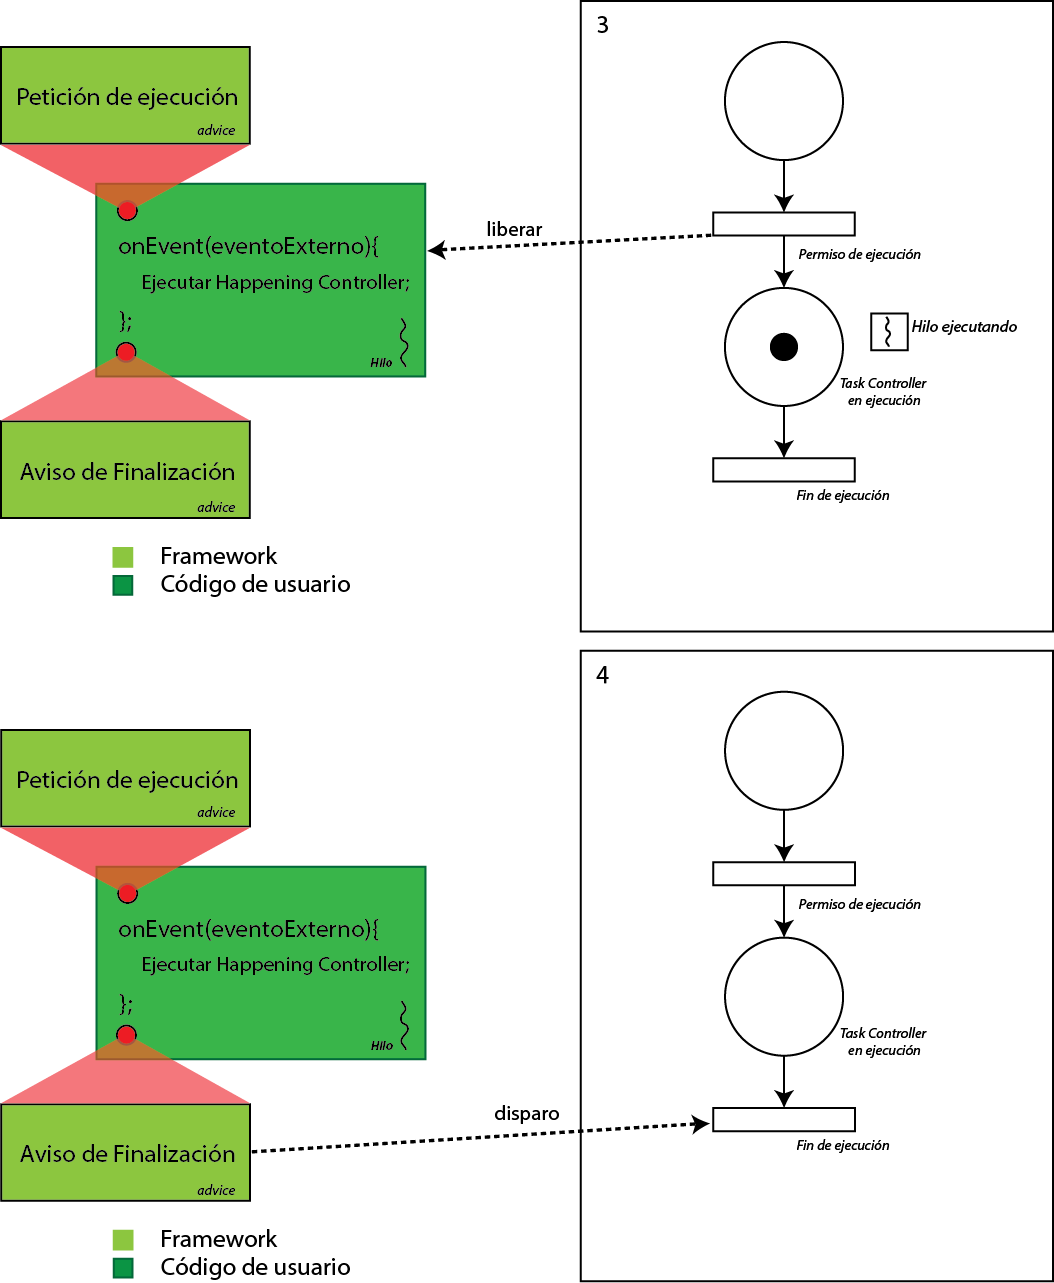 3
Petición de ejecución
advice
liberar
onEvent(eventoExterno){
Permiso de ejecución
Ejecutar Happening Controller;
};
Hilo
Hilo ejecutando
Task Controller
en ejecución
Aviso de Finalización
advice
Fin de ejecución
Framework
Código de usuario
4
Petición de ejecución
advice
onEvent(eventoExterno){
Permiso de ejecución
Ejecutar Happening Controller;
};
Hilo
Task Controller
en ejecución
disparo
Aviso de Finalización
advice
Fin de ejecución
Framework
Código de usuario